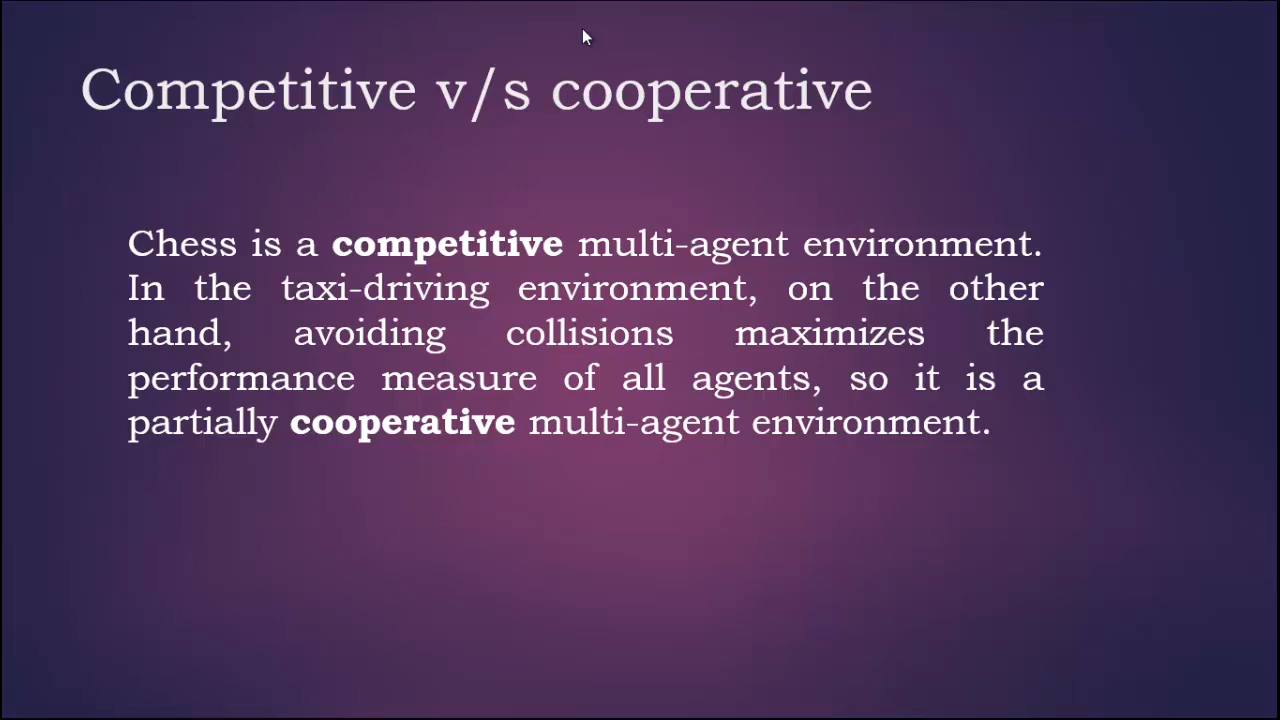 Competitive v/s cooperative
Chess is a competitive multi-agent environment.
In the taxi-driving environment, on the other
hand, avoiding collisions maximizes the
performance measure of all agents, so it is a
partially cooperative multi-agent environment.